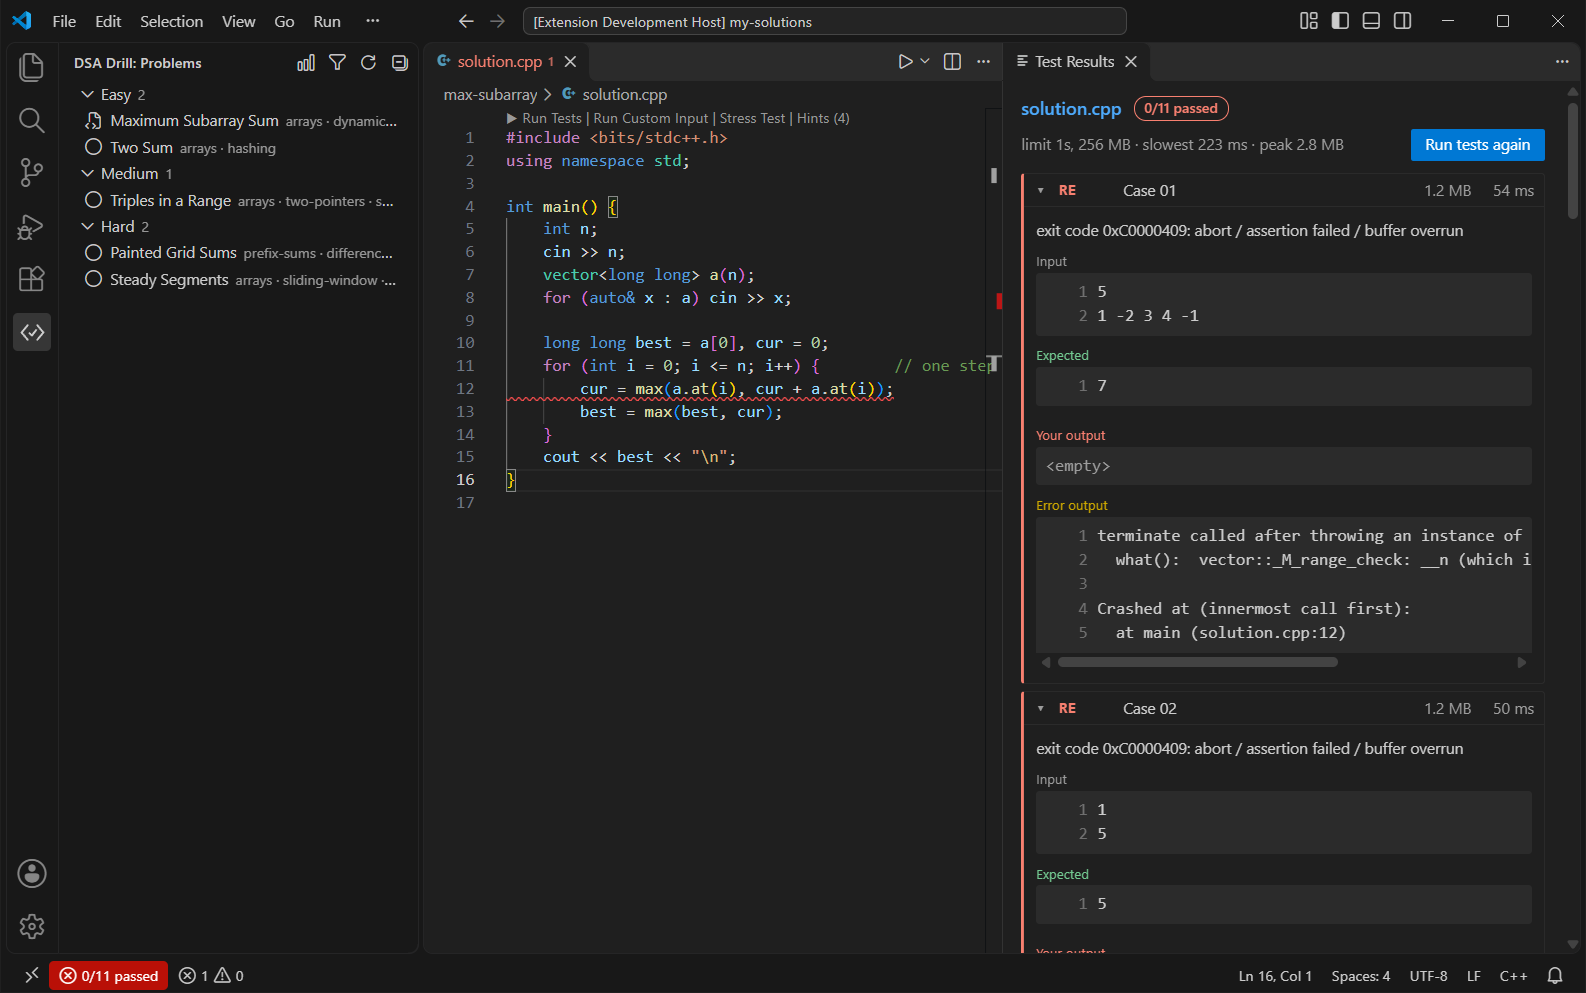 File Edit Selection View Go Run ···
[Extension Development Host] my-solutions
DSA Drill: Problems
Easy 2
Maximum Subarray Sum arrays · dynamic...
Two Sum arrays · hashing
Medium 1
Triples in a Range arrays · two-pointers · s...
Hard 2
Painted Grid Sums prefix-sums · differenc...
Steady Segments arrays · sliding-window · ...
solution.cpp 1
max-subarray > solution.cpp
Run Tests | Run Custom Input | Stress Test | Hints (4)
1 #include <bits/stdc++.h>
2 using namespace std;
3
4 int main() {
5     int n;
6     cin >> n;
7     vector<long long> a(n);
8     for (auto& x : a) cin >> x;
9
10     long long best = a[0], cur = 0;
11     for (int i = 0; i <= n; i++) {        // one step
12         cur = max(a.at(i), cur + a.at(i));
13         best = max(best, cur);
14     }
15     cout << best << "\n";
16 }
17
Test Results
solution.cpp 0/11 passed
limit 1s, 256 MB · slowest 223 ms · peak 2.8 MB
Run tests again
RE Case 01 1.2 MB 54 ms
exit code 0xC0000409: abort / assertion failed / buffer overrun
Input
1 5
2 1 -2 3 4 -1
Expected
1 7
Your output
<empty>
Error output
1 terminate called after throwing an instance of
2   what():  vector::_M_range_check: __n (which i
3
4 Crashed at (innermost call first):
5   at main (solution.cpp:12)
RE Case 02 1.2 MB 50 ms
exit code 0xC0000409: abort / assertion failed / buffer overrun
Input
1 1
2 5
Expected
1 5
Your output
0/11 passed 1 0
Ln 16, Col 1 Spaces: 4 UTF-8 LF C++